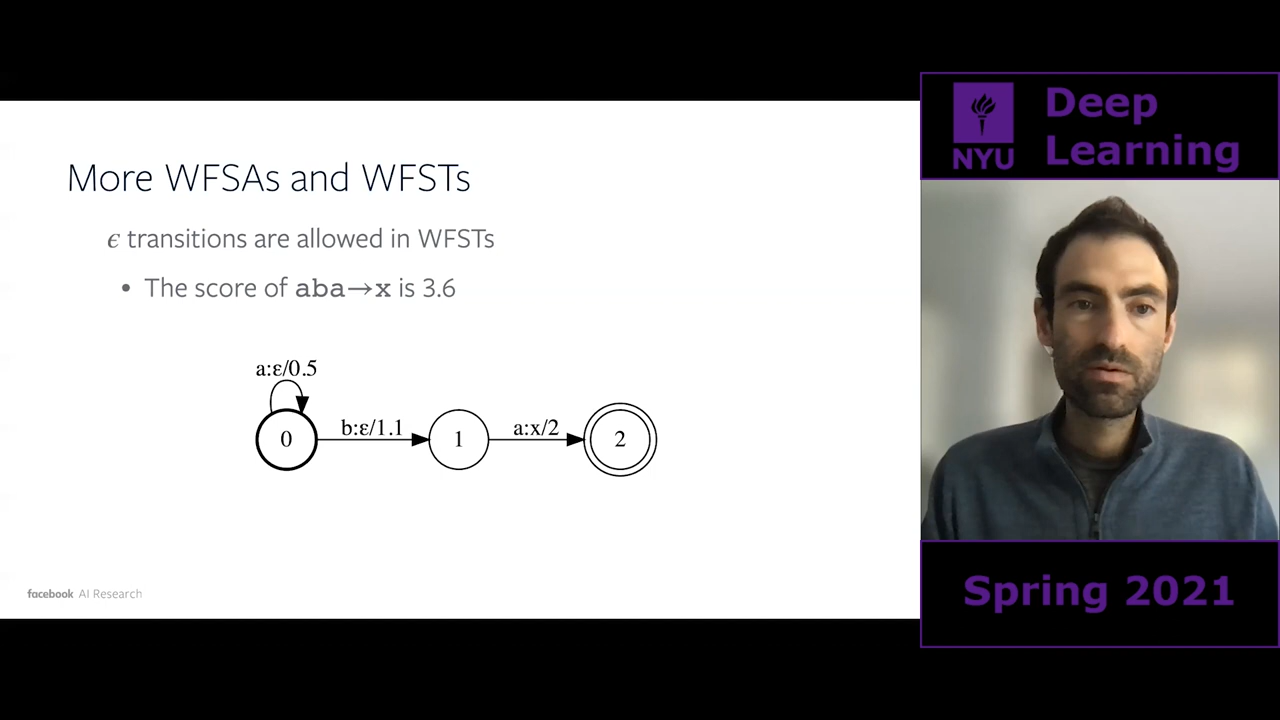 More WFSAs and WFSTs
ϵ transitions are allowed in WFSTs
• The score of aba→x is 3.6
a:ε/0.5
0
b:ε/1.1
1
a:x/2
2
facebook AI Research
NYU
Deep
Learning
Spring 2021